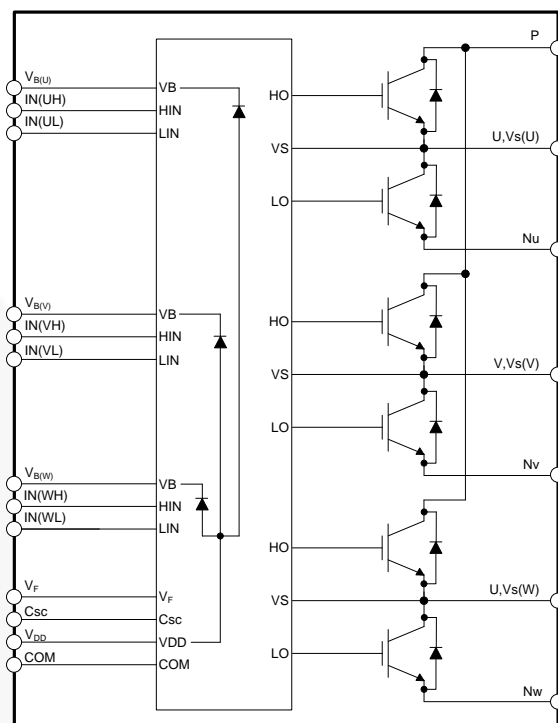 P
V_B(U)
VB
IN(UH)
HIN
HO
IN(UL)
LIN
VS
U,Vs(U)
LO
Nu
V_B(V)
VB
IN(VH)
HIN
HO
IN(VL)
LIN
VS
V,Vs(V)
LO
Nv
V_B(W)
VB
IN(WH)
HIN
IN(WL)
LIN
HO
V_F
V_F
VS
U,Vs(W)
Csc
Csc
V_DD
VDD
LO
COM
COM
Nw